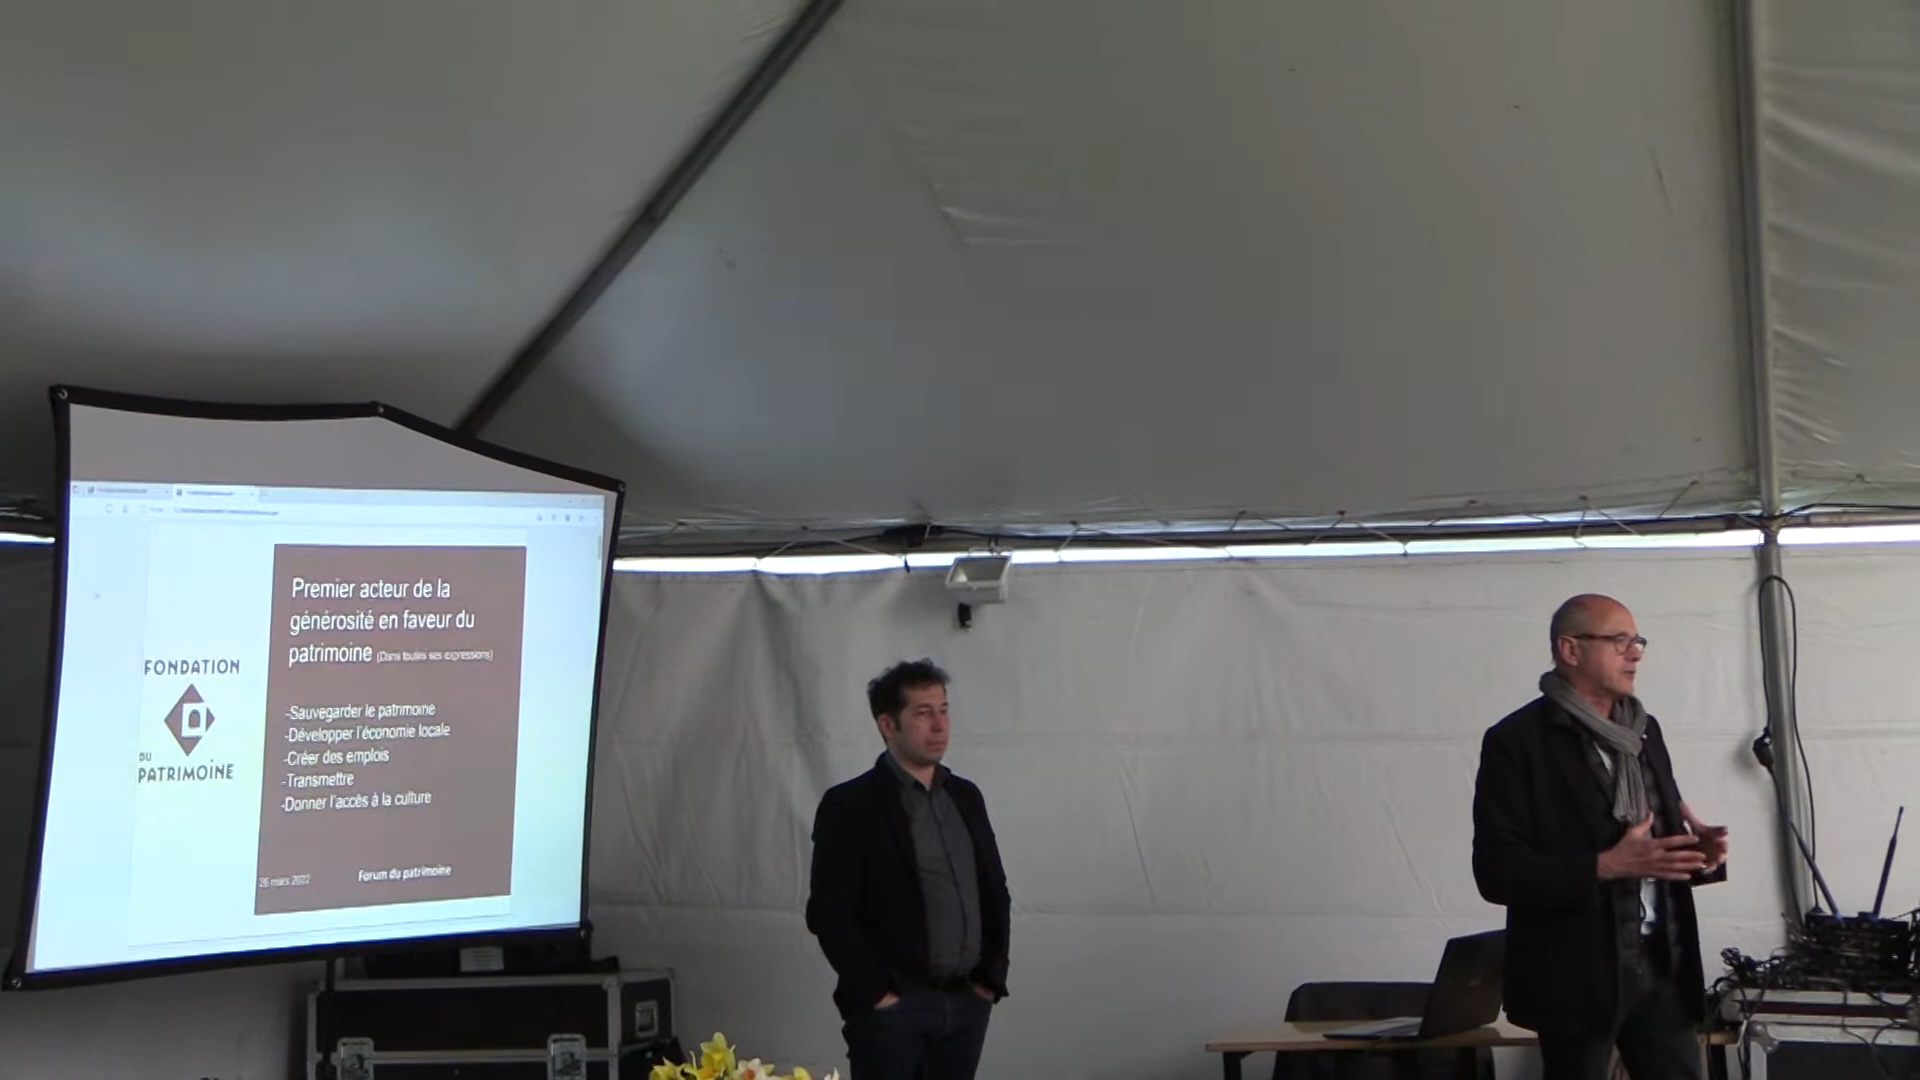 FONDATION
DU
PATRIMOINE
Premier acteur de la
générosité en faveur du
patrimoine (Dans toutes ses expressions)
-Sauvegarder le patrimoine
-Développer l'économie locale
-Créer des emplois
-Transmettre
-Donner l'accès à la culture
26 mars 2022
Forum du patrimoine